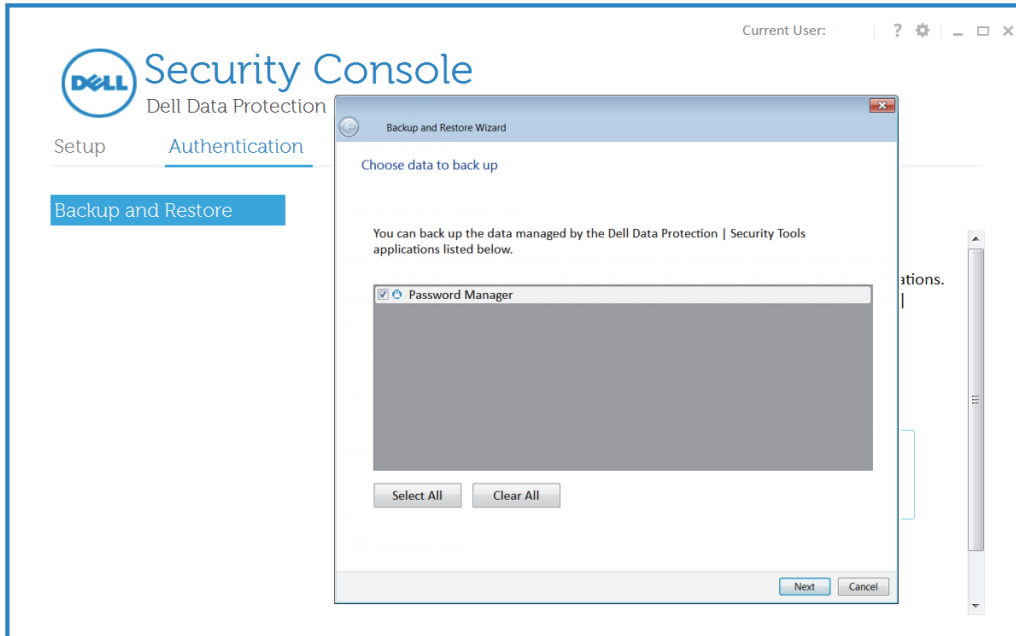 Current User:
?
DELL
Security Console
Dell Data Protection
Setup
Authentication
Backup and Restore
Backup and Restore Wizard
Choose data to back up
You can back up the data managed by the Dell Data Protection | Security Tools
applications listed below.
Password Manager
Select All
Clear All
Next
Cancel
ations.
|